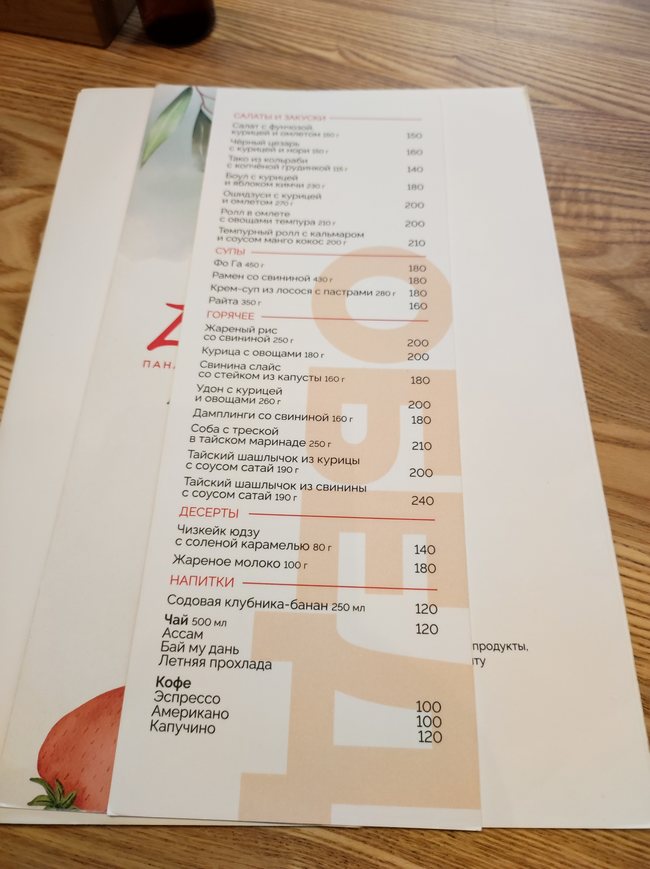 САЛАТЫ И ЗАКУСКИ
Салат с фунчозой,
курицей и омлетом 150 г 150
Чёрный цезарь
с курицей и нори 150 г 160
Тако из кольраби
с копчёной грудинкой 115 г 140
Боул с курицей
и яблоком кимчи 230 г 180
Ошидзуси с курицей
и омлетом 270 г 200
Ролл в омлете
с овощами темпура 210 г 200
Темпурный ролл с кальмаром
и соусом манго кокос 200 г 210
СУПЫ
Фо Га 450 г 180
Рамен со свининой 430 г 180
Крем-суп из лосося с пастрами 280 г 180
Райта 350 г 160
ГОРЯЧЕЕ
Жареный рис
со свининой 250 г 200
Курица с овощами 180 г 200
Свинина слайс
со стейком из капусты 160 г 180
Удон с курицей
и овощами 260 г 200
Дамплинги со свининой 160 г 180
Соба с треской
в тайском маринаде 250 г 210
Тайский шашлычок из курицы
с соусом сатай 190 г 200
Тайский шашлычок из свинины
с соусом сатай 190 г 240
ДЕСЕРТЫ
Чизкейк юдзу
с соленой карамелью 80 г 140
Жареное молоко 100 г 180
НАПИТКИ
Содовая клубника-банан 250 мл 120
Чай 500 мл 120
Ассам
Бай му дань
Летняя прохлада
Кофе
Эспрессо 100
Американо 100
Капучино 120
ОБЕД
ПАНА
продукты,
ту